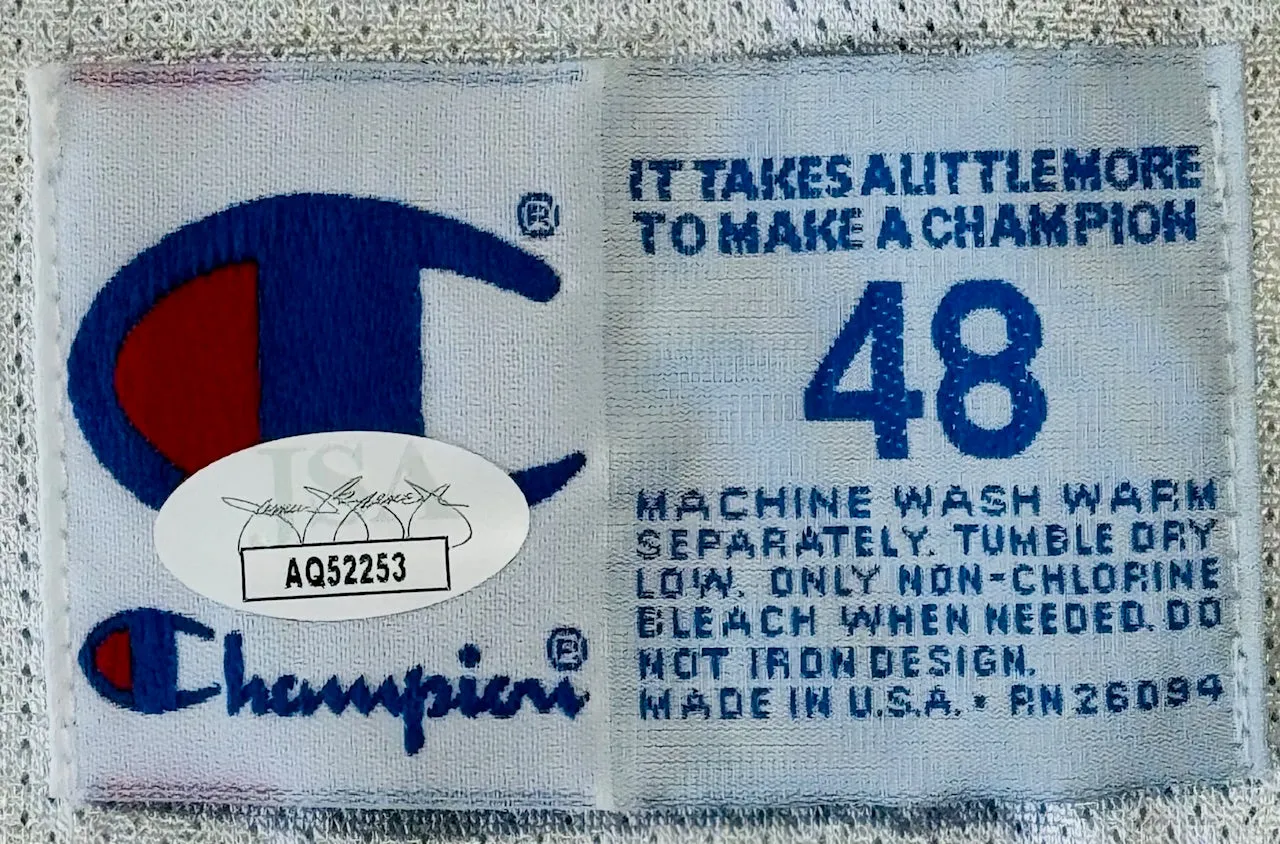 ®
JSA
AQ52253
Champion®
IT TAKES A LITTLE MORE
TO MAKE A CHAMPION
48
MACHINE WASH WARM
SEPARATELY. TUMBLE DRY
LOW. ONLY NON-CHLORINE
BLEACH WHEN NEEDED. DO
NOT IRON DESIGN.
MADE IN U.S.A. • RN 26094